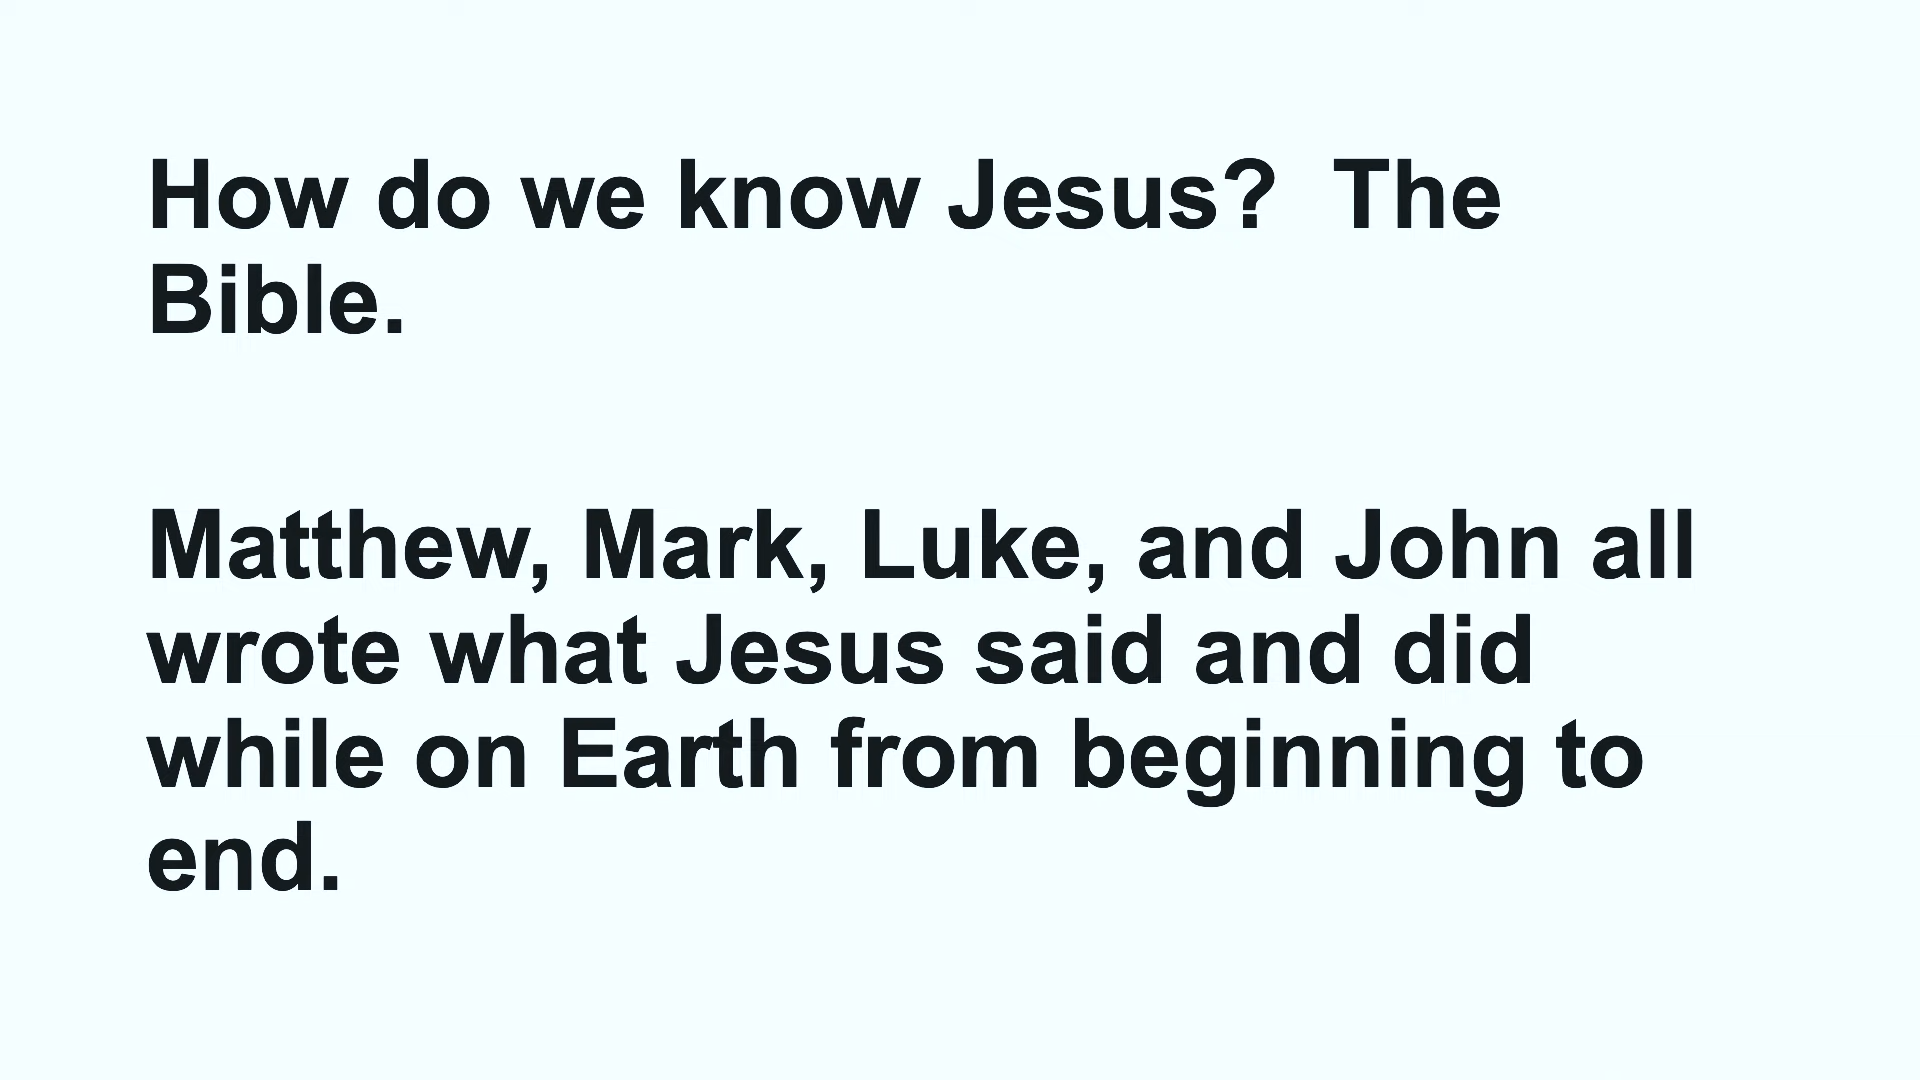 How do we know Jesus?  The
Bible.
Matthew, Mark, Luke, and John all
wrote what Jesus said and did
while on Earth from beginning to
end.